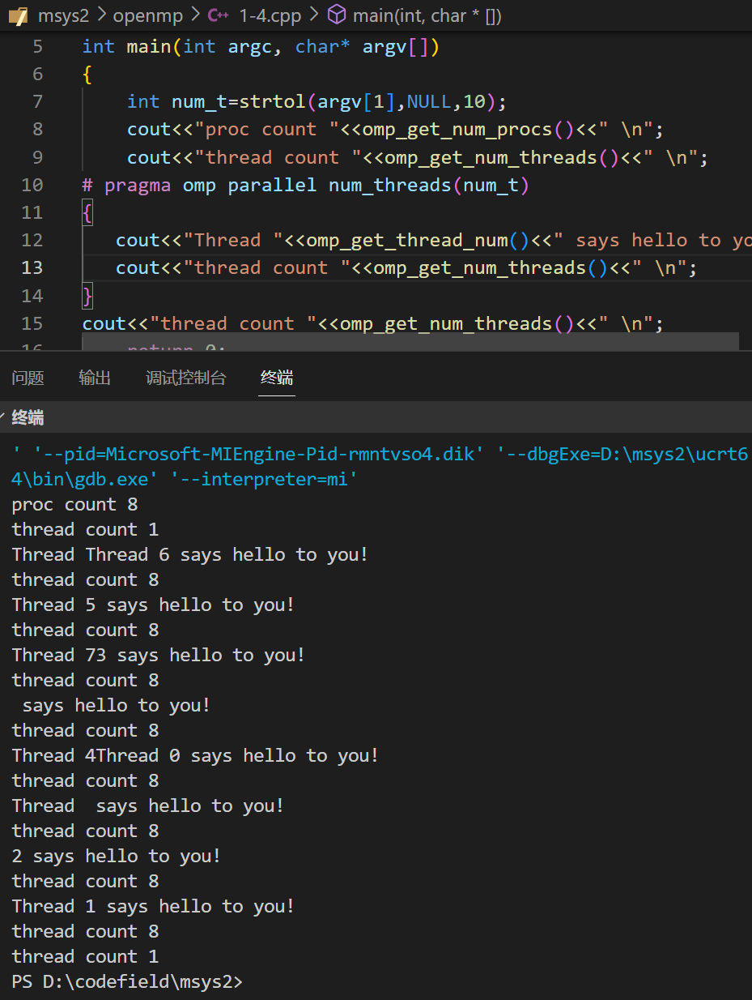 msys2 > openmp > C++ 1-4.cpp > main(int, char * [])
5 int main(int argc, char* argv[])
6 {
7 int num_t=strtol(argv[1],NULL,10);
8 cout<<"proc count "<<omp_get_num_procs()<<" \n";
9 cout<<"thread count "<<omp_get_num_threads()<<" \n";
10 # pragma omp parallel num_threads(num_t)
11 {
12 cout<<"Thread "<<omp_get_thread_num()<<" says hello to yo
13 cout<<"thread count "<<omp_get_num_threads()<<" \n";
14 }
15 cout<<"thread count "<<omp_get_num_threads()<<" \n";
16 return 0;
问题 输出 调试控制台 终端
终端
' '--pid=Microsoft-MIEngine-Pid-rmntvso4.dik' '--dbgExe=D:\msys2\ucrt6
4\bin\gdb.exe' '--interpreter=mi'
proc count 8
thread count 1
Thread Thread 6 says hello to you!
thread count 8
Thread 5 says hello to you!
thread count 8
Thread 73 says hello to you!
thread count 8
 says hello to you!
thread count 8
Thread 4Thread 0 says hello to you!
thread count 8
Thread  says hello to you!
thread count 8
2 says hello to you!
thread count 8
Thread 1 says hello to you!
thread count 8
thread count 1
PS D:\codefield\msys2>